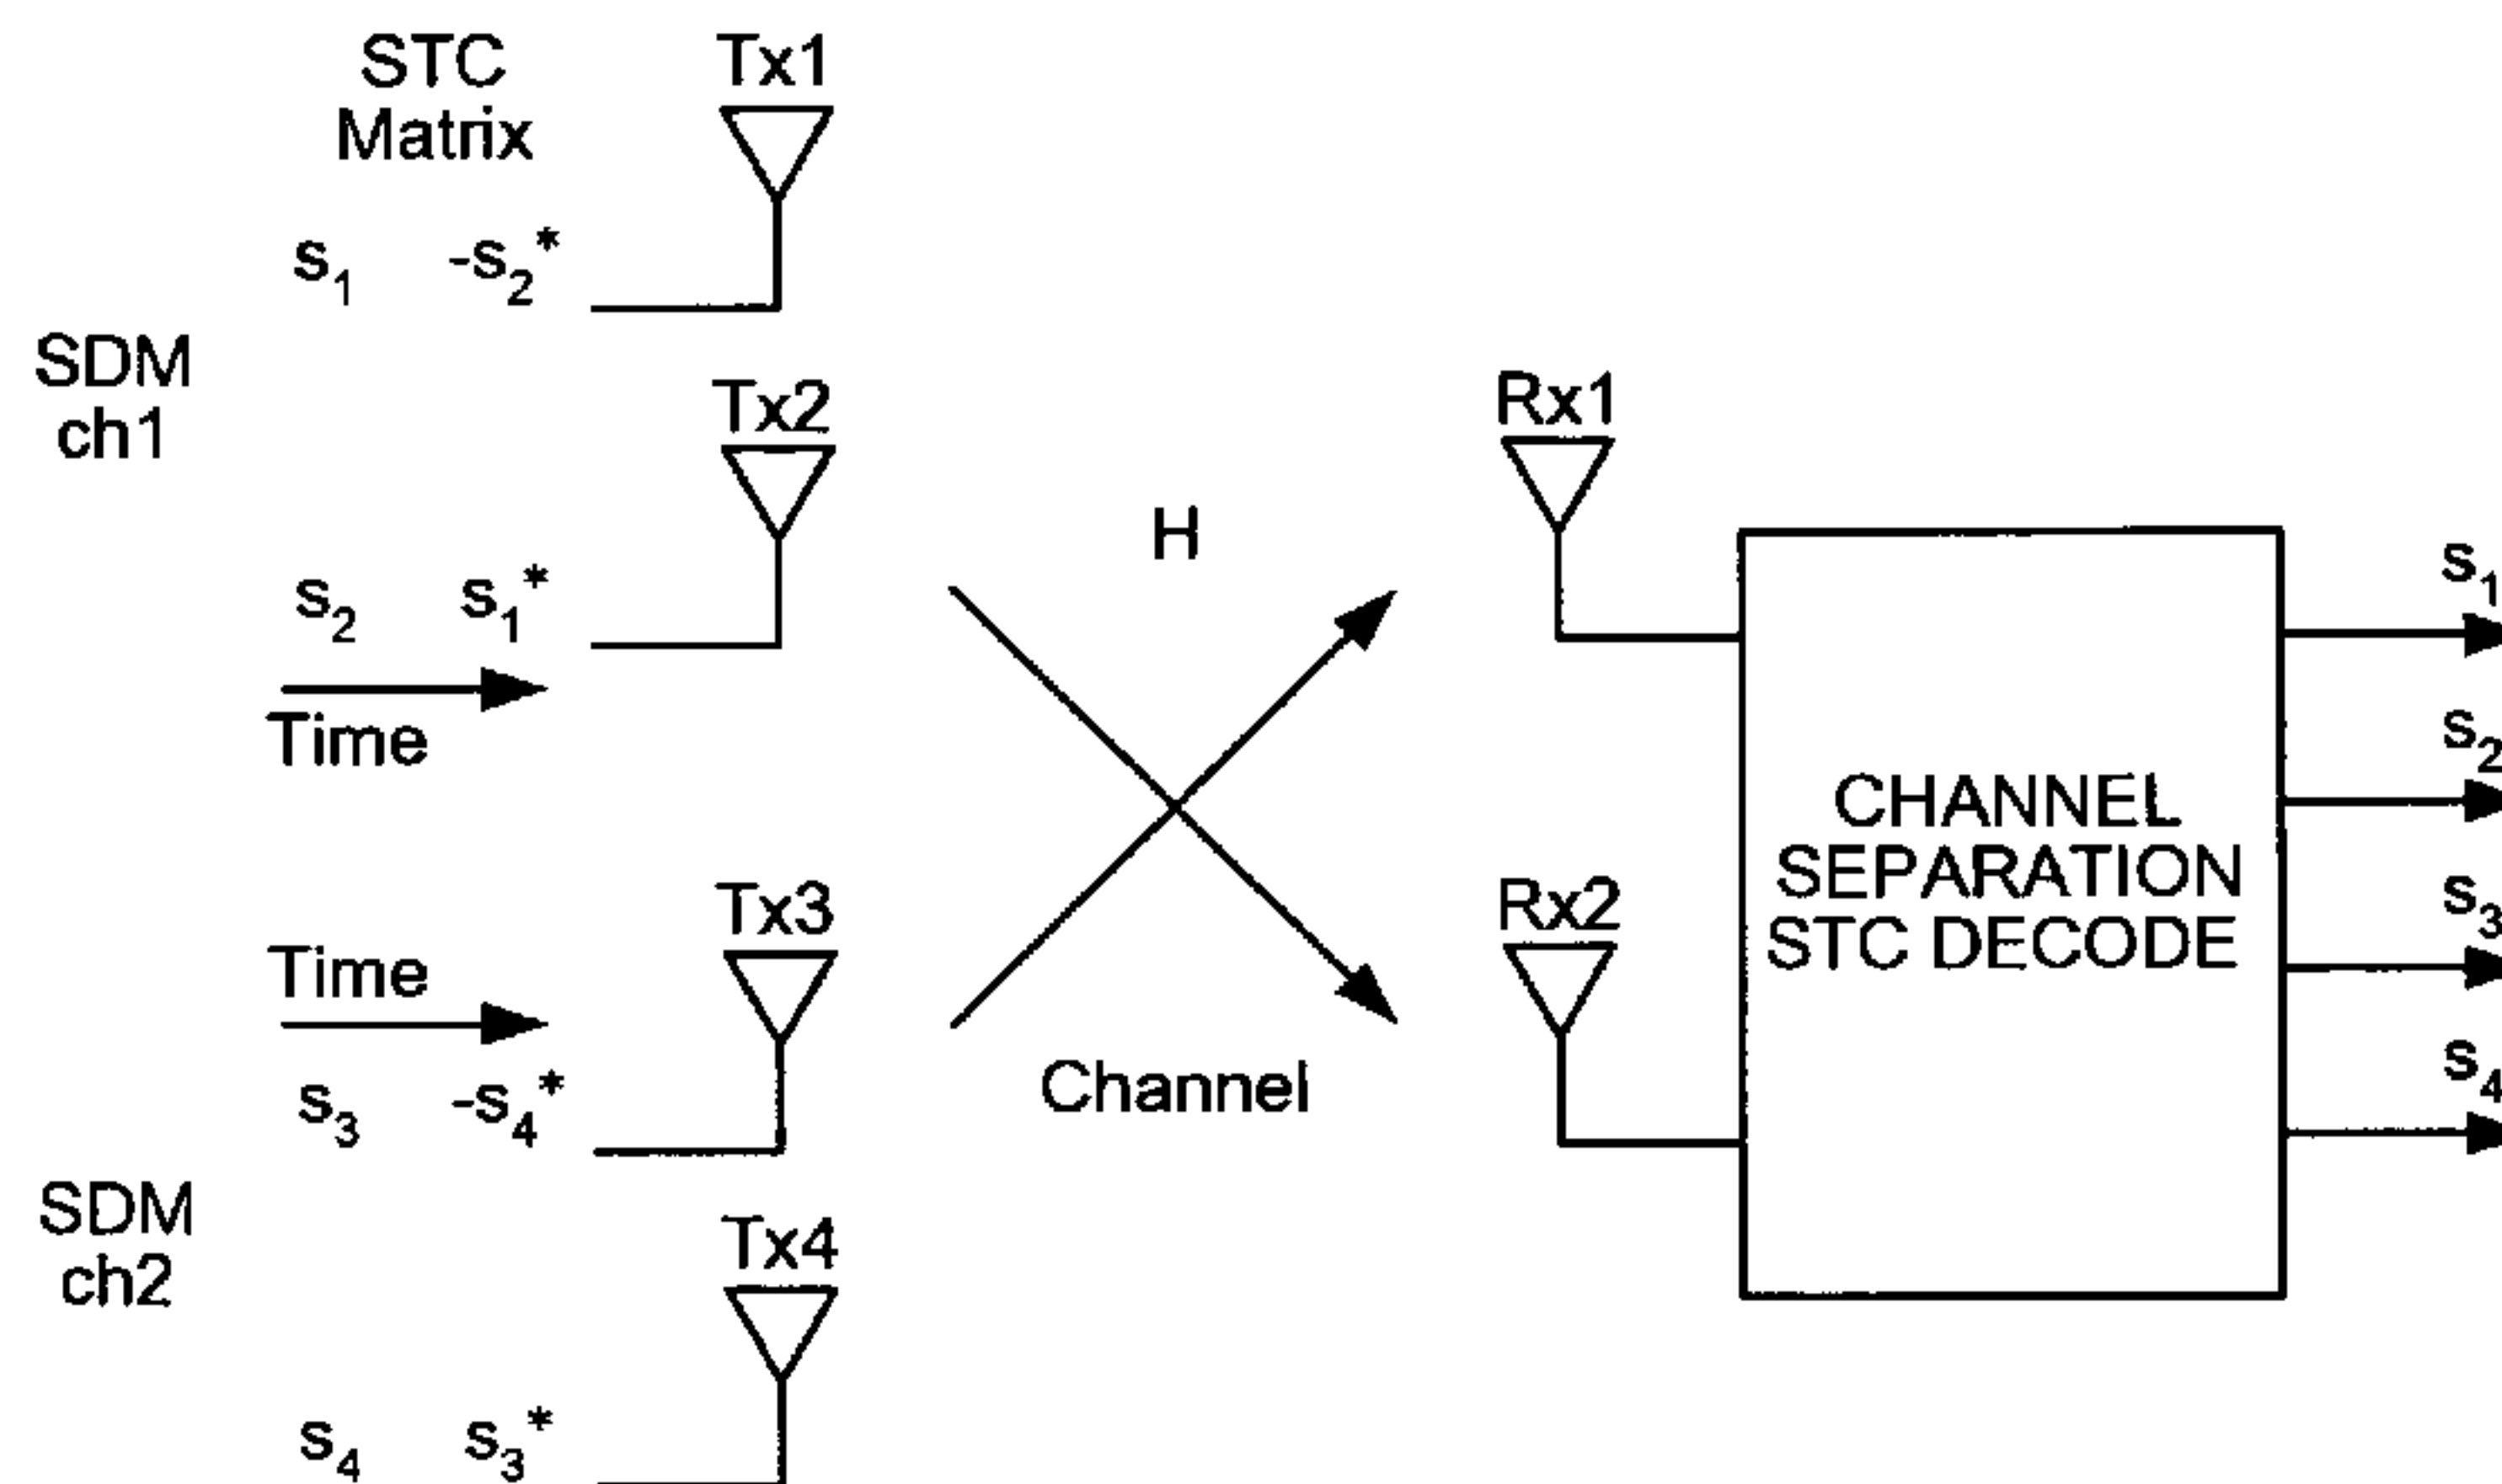 STC
Matrix
Tx1
s₁ -s₂*
SDM
ch1
Tx2
s₂ s₁*
Time
H
Channel
Rx1
Rx2
CHANNEL
SEPARATION
STC DECODE
s₁
s₂
s₃
s₄
Time
Tx3
s₃ -s₄*
SDM
ch2
Tx4
s₄ s₃*